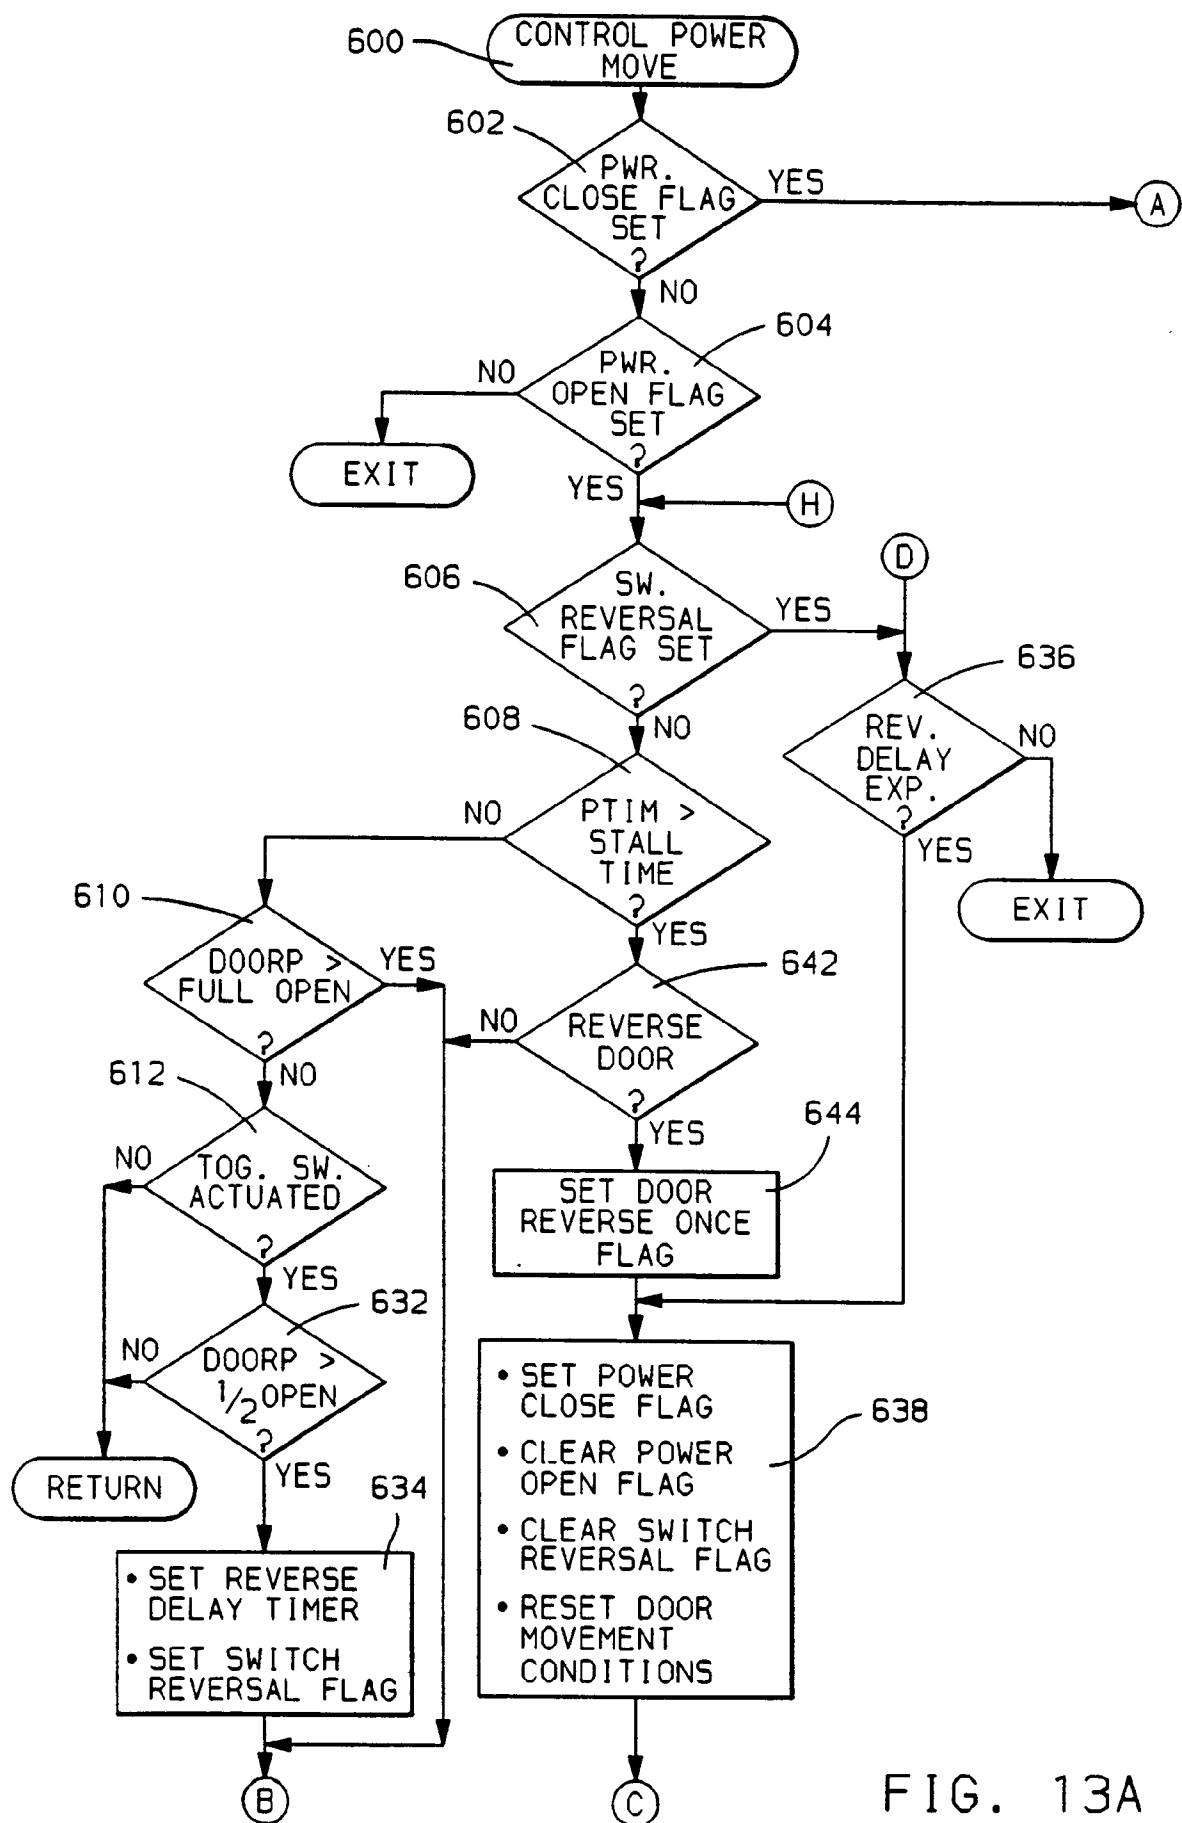 600
CONTROL POWER
MOVE
602
PWR.
CLOSE FLAG
SET
?
YES
A
NO
604
PWR.
OPEN FLAG
SET
?
NO
EXIT
YES
H
D
606
SW.
REVERSAL
FLAG SET
?
YES
636
REV.
DELAY
EXP.
?
NO
YES
EXIT
NO
608
PTIM >
STALL
TIME
?
NO
YES
610
DOORP >
FULL OPEN
?
YES
NO
642
REVERSE
DOOR
?
NO
YES
612
TOG. SW.
ACTUATED
?
NO
YES
644
SET DOOR
REVERSE ONCE
FLAG
632
DOORP >
1/2 OPEN
?
NO
YES
RETURN
634
• SET REVERSE
DELAY TIMER
• SET SWITCH
REVERSAL FLAG
638
• SET POWER
CLOSE FLAG
• CLEAR POWER
OPEN FLAG
• CLEAR SWITCH
REVERSAL FLAG
• RESET DOOR
MOVEMENT
CONDITIONS
B
C
FIG. 13A